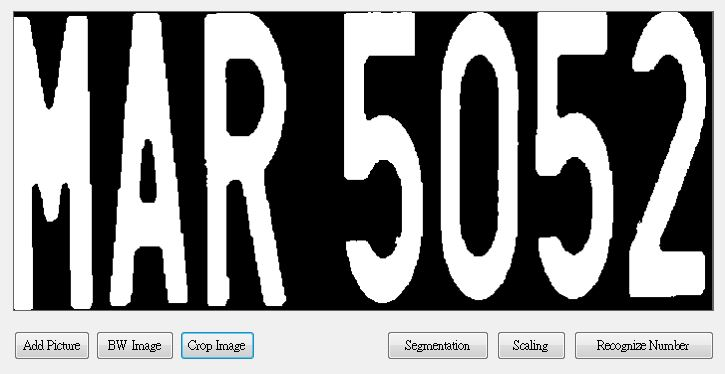 MAR 5052
Add Picture BW Image Crop Image Segmentation Scaling Recognize Number